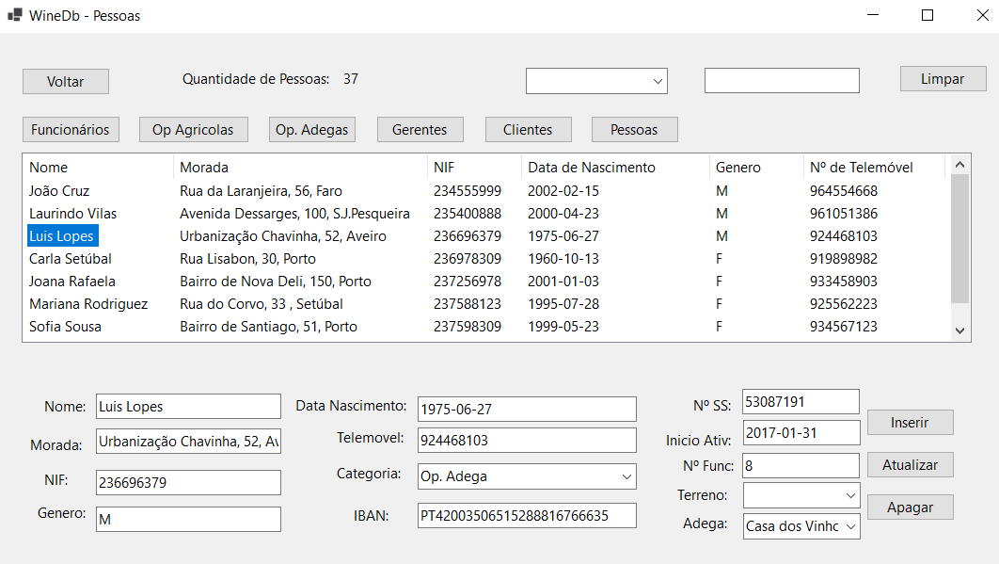 WineDb - Pessoas
Voltar Quantidade de Pessoas: 37 Limpar
Funcionários Op Agricolas Op. Adegas Gerentes Clientes Pessoas
Nome Morada NIF Data de Nascimento Genero Nº de Telemóvel
João Cruz Rua da Laranjeira, 56, Faro 234555999 2002-02-15 M 964554668
Laurindo Vilas Avenida Dessarges, 100, S.J.Pesqueira 235400888 2000-04-23 M 961051386
Luis Lopes Urbanização Chavinha, 52, Aveiro 236696379 1975-06-27 M 924468103
Carla Setúbal Rua Lisabon, 30, Porto 236978309 1960-10-13 F 919898982
Joana Rafaela Bairro de Nova Deli, 150, Porto 237256978 2001-01-03 F 933458903
Mariana Rodriguez Rua do Corvo, 33 , Setúbal 237588123 1995-07-28 F 925562223
Sofia Sousa Bairro de Santiago, 51, Porto 237598309 1999-05-23 F 934567123
Nome: Luis Lopes Data Nascimento: 1975-06-27 Nº SS: 53087191
Morada: Urbanização Chavinha, 52, Av Telemovel: 924468103 Inicio Ativ: 2017-01-31 Inserir
NIF: 236696379 Categoria: Op. Adega Nº Func: 8 Atualizar
Genero: M IBAN: PT42003506515288816766635 Terreno: Apagar
Adega: Casa dos Vinhc